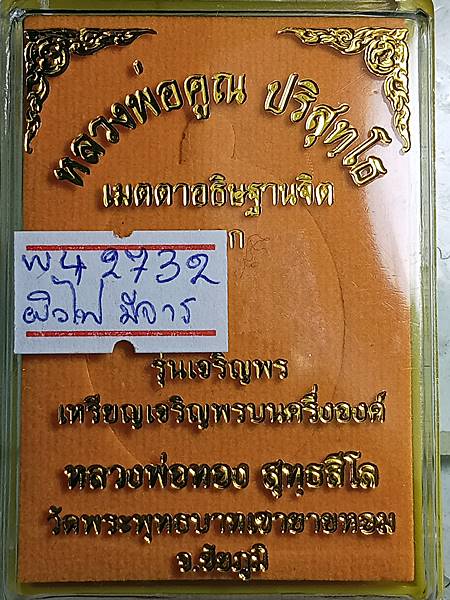 หลวงพ่อคูณ ปริสุทโธ
เมตตาอธิษฐานจิต
ก
พ42732
ผิวไฟ มีจาร
รุ่นเจริญพร
เหรียญเจริญพรบนครึ่งองค์
หลวงพ่อทอง สุทธสีโล
วัดพระพุทธบาทเขายายหอม
จ.ชัยภูมิ